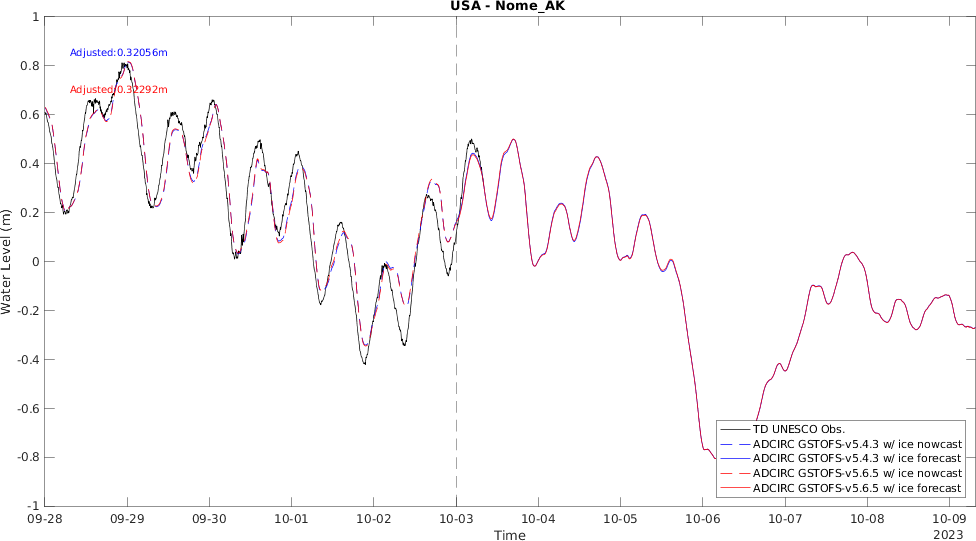 USA - Nome_AK
Adjusted:0.32056m
Adjusted:0.32292m
Water Level (m)
1
0.8
0.6
0.4
0.2
0
-0.2
-0.4
-0.6
-0.8
-1
TD UNESCO Obs.
ADCIRC GSTOFS-v5.4.3 w/ ice nowcast
ADCIRC GSTOFS-v5.4.3 w/ ice forecast
ADCIRC GSTOFS-v5.6.5 w/ ice nowcast
ADCIRC GSTOFS-v5.6.5 w/ ice forecast
09-28 09-29 09-30 10-01 10-02 10-03 10-04 10-05 10-06 10-07 10-08 10-09
Time
2023